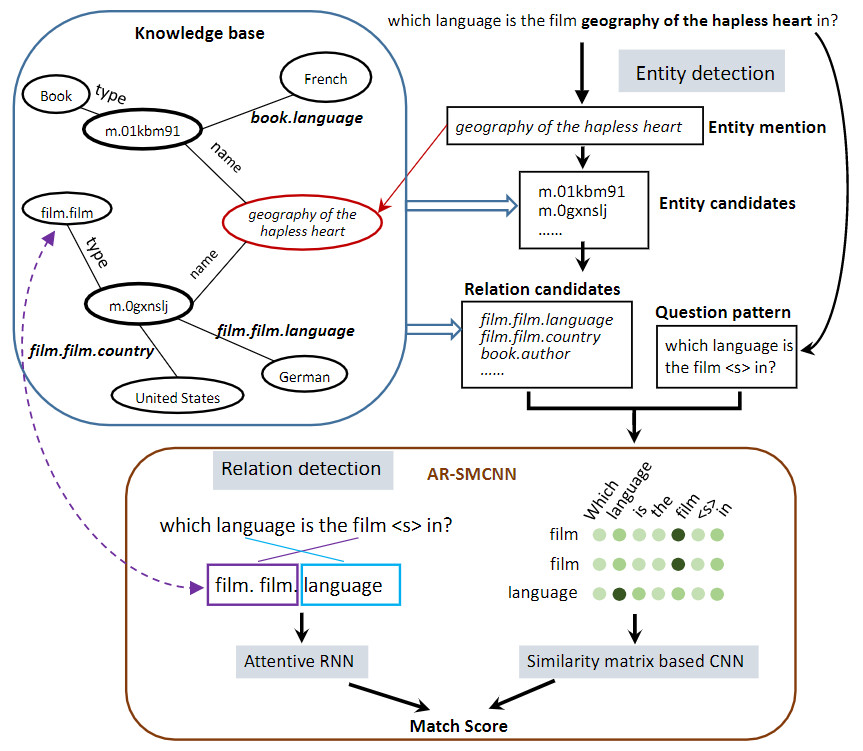 which language is the film geography of the hapless heart in?
Knowledge base
Entity detection
Book
type
French
m.01kbm91
book.language
name
geography of the hapless heart
Entity mention
film.film
geography of the
hapless heart
m.01kbm91
m.0gxnslj
......
Entity candidates
type
name
m.0gxnslj
film.film.country
film.film.language
United States
German
Relation candidates
film.film.language
film.film.country
book.author
......
Question pattern
which language is
the film <s> in?
Relation detection
AR-SMCNN
which language is the film <s> in?
film. film. language
Attentive RNN
Which language is the film <s> in
film
film
language
Similarity matrix based CNN
Match Score